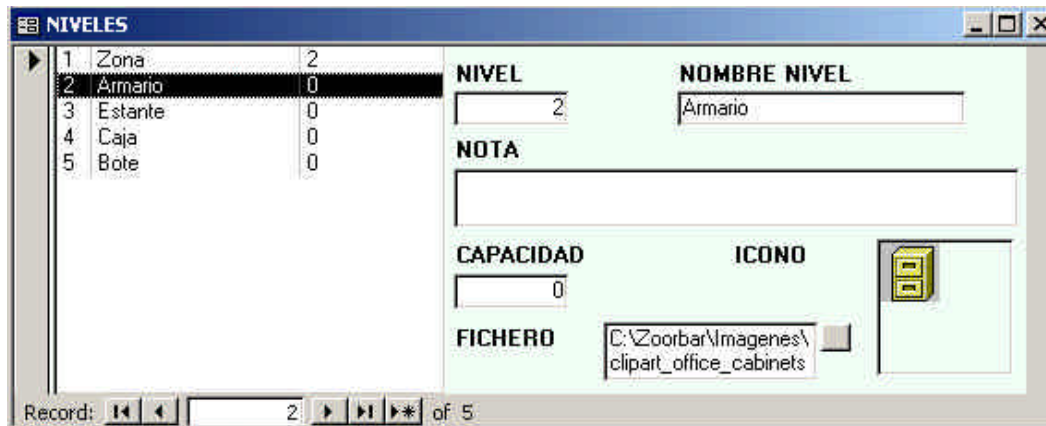 NIVELES
1 Zona 2
2 Armario 0
3 Estante 0
4 Caja 0
5 Bote 0
NIVEL
NOMBRE NIVEL
2
Armario
NOTA
CAPACIDAD
ICONO
0
FICHERO
C:\Zoorbar\Imagenes\
clipart_office_cabinets
Record: 2 of 5